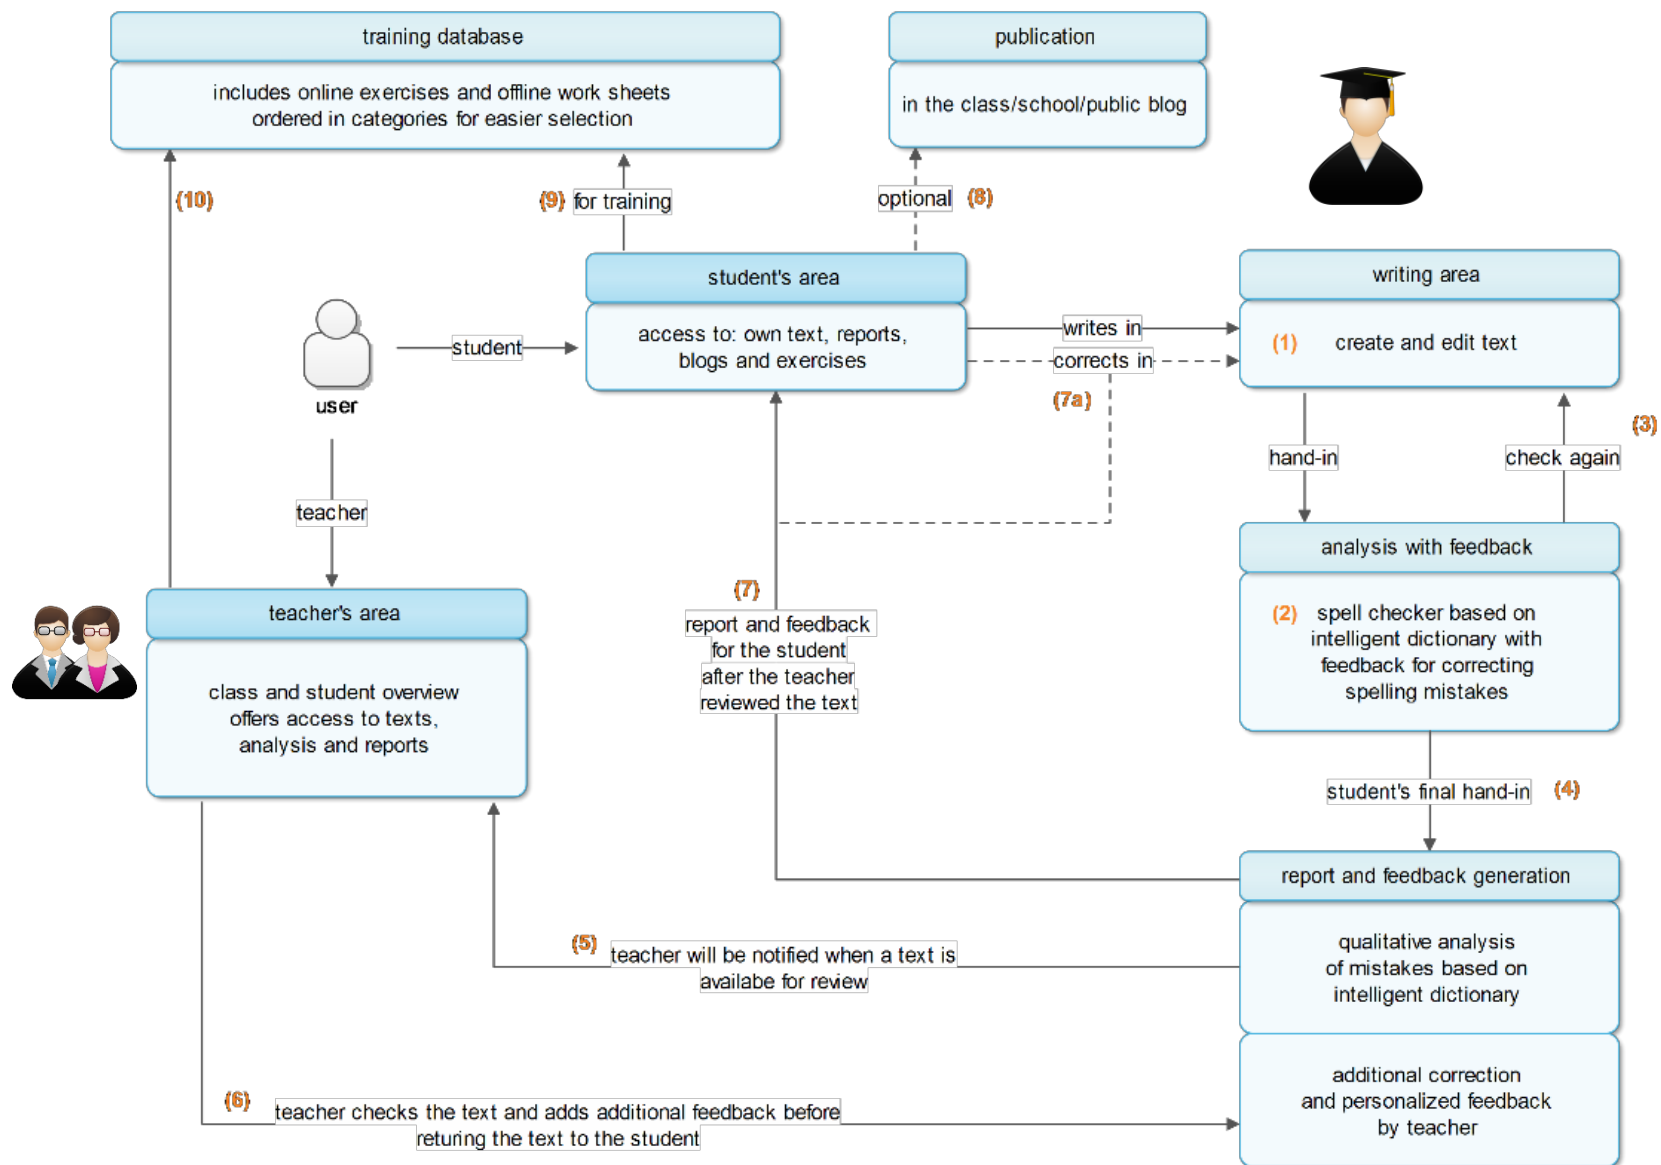 training database
includes online exercises and offline work sheets
ordered in categories for easier selection
publication
in the class/school/public blog
(10)
(9)
for training
optional
(8)
student's area
access to: own text, reports,
blogs and exercises
writing area
(1)
create and edit text
user
student
writes in
corrects in
(7a)
hand-in
check again
(3)
teacher
analysis with feedback
(2)
spell checker based on
intelligent dictionary with
feedback for correcting
spelling mistakes
teacher's area
class and student overview
offers access to texts,
analysis and reports
(7)
report and feedback
for the student
after the teacher
reviewed the text
student's final hand-in
(4)
report and feedback generation
qualitative analysis
of mistakes based on
intelligent dictionary
additional correction
and personalized feedback
by teacher
(5)
teacher will be notified when a text is
availabe for review
(6)
teacher checks the text and adds additional feedback before
returing the text to the student